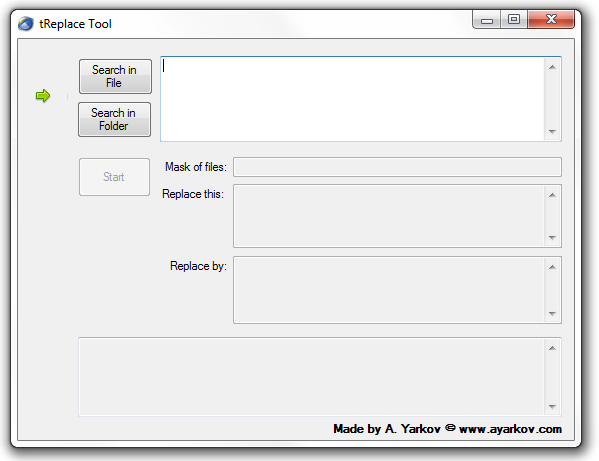 tReplace Tool
Search in
File
Search in
Folder
Start
Mask of files:
Replace this:
Replace by:
Made by A. Yarkov © www.ayarkov.com